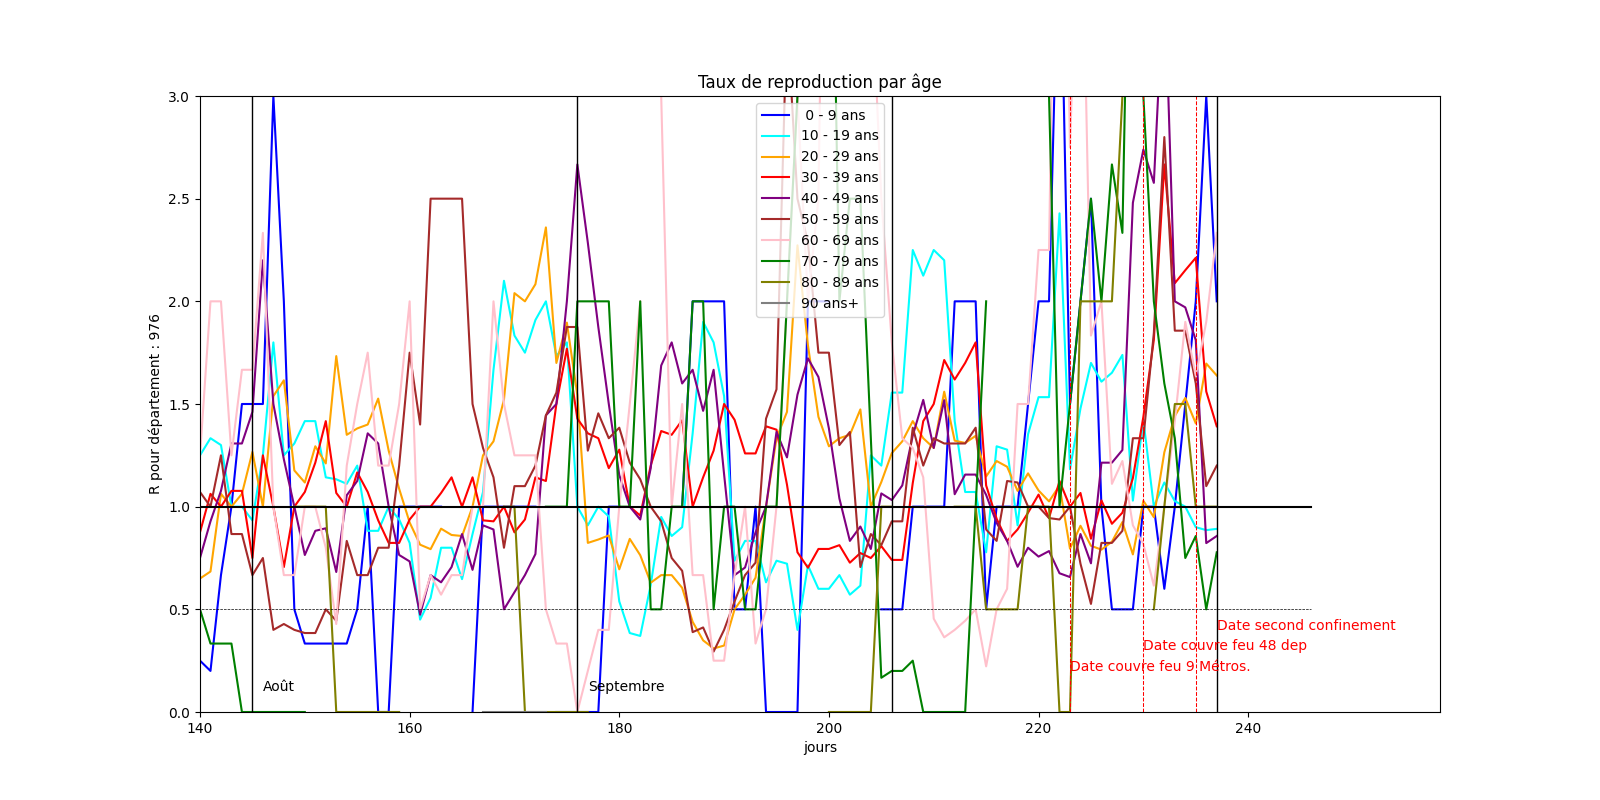 Taux de reproduction par âge
3.0
2.5
2.0
1.5
1.0
0.5
0.0
R pour département : 976
0 - 9 ans
10 - 19 ans
20 - 29 ans
30 - 39 ans
40 - 49 ans
50 - 59 ans
60 - 69 ans
70 - 79 ans
80 - 89 ans
90 ans+
Date second confinement
Date couvre feu 48 dep
Date couvre feu 9 Métros.
Août
Septembre
140
160
180
200
220
240
jours